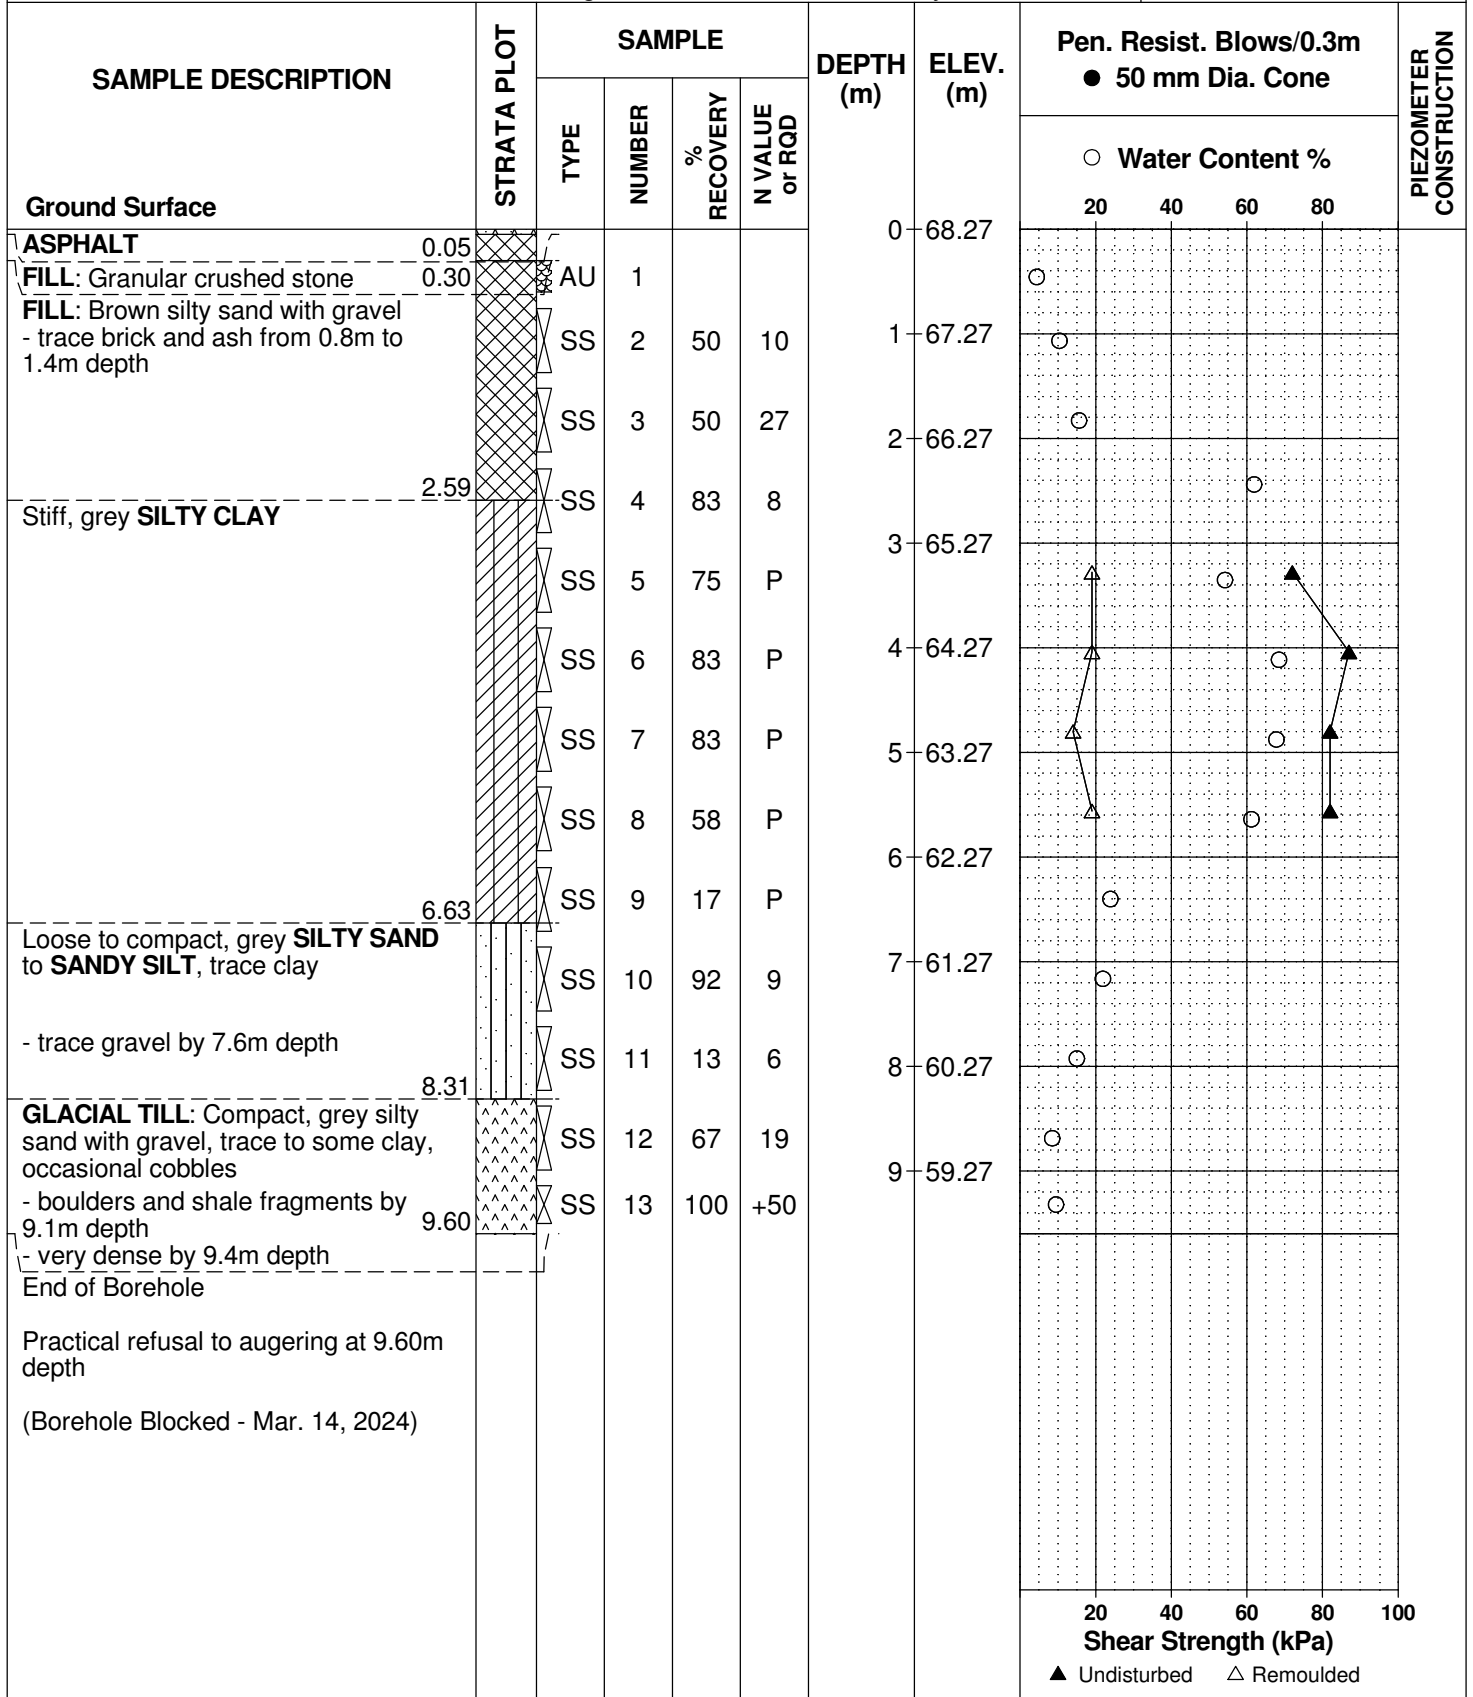 SAMPLE DESCRIPTION
STRATA PLOT
SAMPLE
TYPE
NUMBER
%
RECOVERY
N VALUE
or RQD
DEPTH
(m)
ELEV.
(m)
Pen. Resist. Blows/0.3m
● 50 mm Dia. Cone
○ Water Content %
20 40 60 80
PIEZOMETER
CONSTRUCTION
Ground Surface
0 68.27
ASPHALT 0.05
FILL: Granular crushed stone 0.30
AU 1
FILL: Brown silty sand with gravel
- trace brick and ash from 0.8m to
1.4m depth
SS 2 50 10
1 67.27
SS 3 50 27
2 66.27
2.59
SS 4 83 8
Stiff, grey SILTY CLAY
3 65.27
SS 5 75 P
4 64.27
SS 6 83 P
SS 7 83 P
5 63.27
SS 8 58 P
6 62.27
SS 9 17 P
6.63
Loose to compact, grey SILTY SAND
to SANDY SILT, trace clay
7 61.27
SS 10 92 9
- trace gravel by 7.6m depth
SS 11 13 6
8 60.27
8.31
GLACIAL TILL: Compact, grey silty
sand with gravel, trace to some clay,
occasional cobbles
SS 12 67 19
9 59.27
- boulders and shale fragments by
9.1m depth
SS 13 100 +50
9.60
- very dense by 9.4m depth
End of Borehole
Practical refusal to augering at 9.60m
depth
(Borehole Blocked - Mar. 14, 2024)
20 40 60 80 100
Shear Strength (kPa)
▲ Undisturbed △ Remoulded